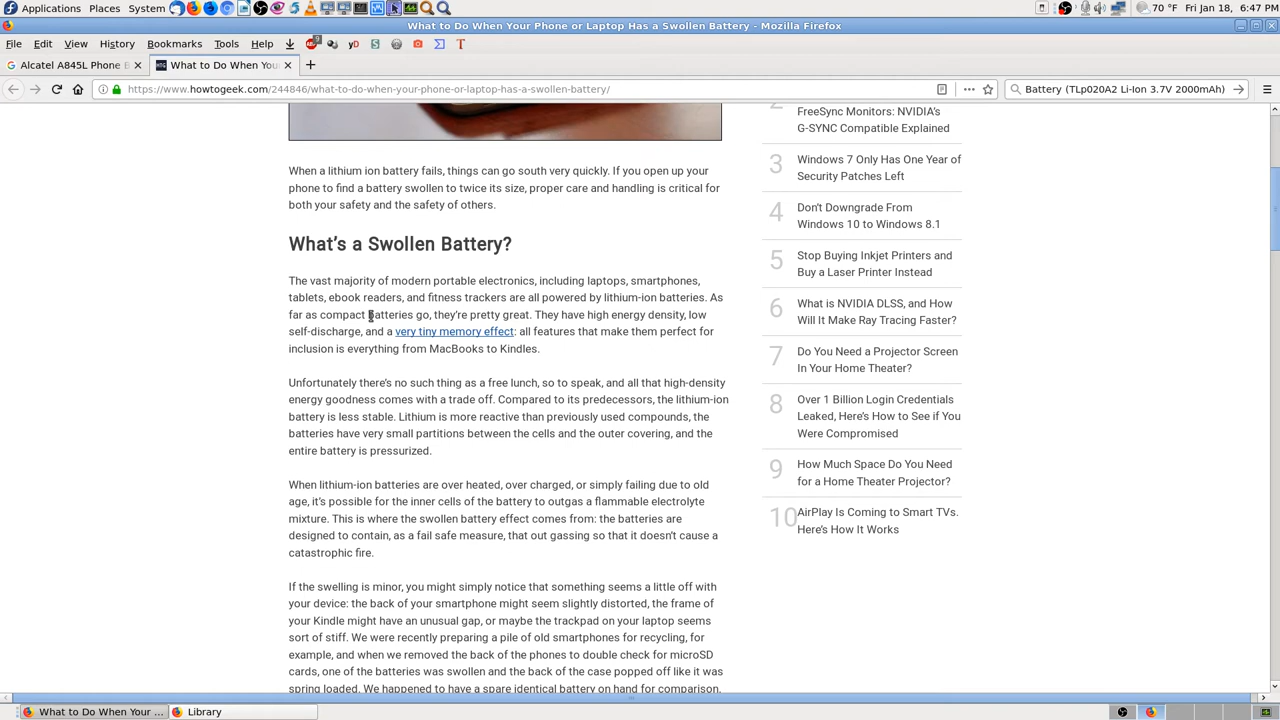 Applications Places System 70 °F Fri Jan 18, 6:47 PM
What to Do When Your Phone or Laptop Has a Swollen Battery - Mozilla Firefox
File Edit View History Bookmarks Tools Help
Alcatel A845L Phone B What to Do When You
https://www.howtogeek.com/244846/what-to-do-when-your-phone-or-laptop-has-a-swollen-battery/ Battery (TLp020A2 Li-Ion 3.7V 2000mAh)
When a lithium ion battery fails, things can go south very quickly. If you open up your
phone to find a battery swollen to twice its size, proper care and handling is critical for
both your safety and the safety of others.
What's a Swollen Battery?
The vast majority of modern portable electronics, including laptops, smartphones,
tablets, ebook readers, and fitness trackers are all powered by lithium-ion batteries. As
far as compact batteries go, they're pretty great. They have high energy density, low
self-discharge, and a very tiny memory effect: all features that make them perfect for
inclusion is everything from MacBooks to Kindles.
Unfortunately there's no such thing as a free lunch, so to speak, and all that high-density
energy goodness comes with a trade off. Compared to its predecessors, the lithium-ion
battery is less stable. Lithium is more reactive than previously used compounds, the
batteries have very small partitions between the cells and the outer covering, and the
entire battery is pressurized.
When lithium-ion batteries are over heated, over charged, or simply failing due to old
age, it's possible for the inner cells of the battery to outgas a flammable electrolyte
mixture. This is where the swollen battery effect comes from: the batteries are
designed to contain, as a fail safe measure, that out gassing so that it doesn't cause a
catastrophic fire.
If the swelling is minor, you might simply notice that something seems a little off with
your device: the back of your smartphone might seem slightly distorted, the frame of
your Kindle might have an unusual gap, or maybe the trackpad on your laptop seems
sort of stiff. We were recently preparing a pile of old smartphones for recycling, for
example, and when we removed the back of the phones to double check for microSD
cards, one of the batteries was swollen and the back of the case popped off like it was
spring loaded. We happened to have a spare identical battery on hand for comparison.
2 FreeSync Monitors: NVIDIA's
G-SYNC Compatible Explained
3 Windows 7 Only Has One Year of
Security Patches Left
4 Don't Downgrade From
Windows 10 to Windows 8.1
5 Stop Buying Inkjet Printers and
Buy a Laser Printer Instead
6 What is NVIDIA DLSS, and How
Will It Make Ray Tracing Faster?
7 Do You Need a Projector Screen
In Your Home Theater?
8 Over 1 Billion Login Credentials
Leaked, Here's How to See if You
Were Compromised
9 How Much Space Do You Need
for a Home Theater Projector?
10 AirPlay Is Coming to Smart TVs.
Here's How It Works
What to Do When Your ... Library